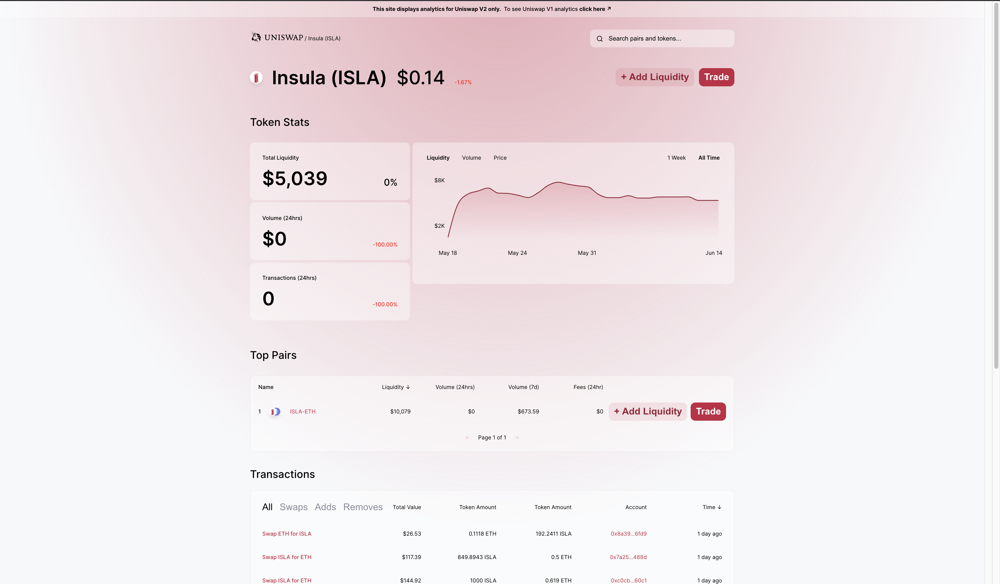 This site displays analytics for Uniswap V2 only. To see Uniswap V1 analytics click here ↗
UNISWAP / Insula (ISLA)
Search pairs and tokens...
Insula (ISLA) $0.14 -1.67%
+ Add Liquidity Trade
Token Stats
Total Liquidity
$5,039 0%
Volume (24hrs)
$0 -100.00%
Transactions (24hrs)
0 -100.00%
Liquidity Volume Price 1 Week All Time
$8K
$2K
May 18 May 24 May 31 Jun 14
Top Pairs
Name Liquidity ↓ Volume (24hrs) Volume (7d) Fees (24hr)
1 ISLA-ETH $10,079 $0 $673.59 $0 + Add Liquidity Trade
← Page 1 of 1 →
Transactions
All Swaps Adds Removes Total Value Token Amount Token Amount Account Time ↓
Swap ETH for ISLA $26.53 0.1118 ETH 192.2411 ISLA 0x8a39...6fd9 1 day ago
Swap ISLA for ETH $117.39 849.8943 ISLA 0.5 ETH 0x7a25...488d 1 day ago
Swap ISLA for ETH $144.92 1000 ISLA 0.619 ETH 0xc0cb...60c1 1 day ago